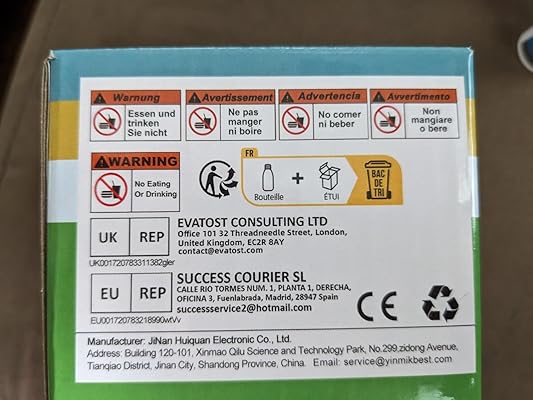 Warnung
Essen und
trinken
Sie nicht
Avertissement
Ne pas
manger
ni boire
Advertencia
No comer
ni beber
Avvertimento
Non
mangiare
o bere
WARNING
No Eating
Or Drinking
FR
Bouteille
+
ÉTUI
BAC
DE
TRI
UK REP
EVATOST CONSULTING LTD
Office 101 32 Threadneedle Street, London,
United Kingdom, EC2R 8AY
contact@evatost.com
UK001720783311382gler
EU REP
SUCCESS COURIER SL
CALLE RIO TORMES NUM. 1, PLANTA 1, DERECHA,
OFICINA 3, Fuenlabrada, Madrid, 28947 Spain
successservice2@hotmail.com
EU001720783218990wtVv
CE
Manufacturer: JiNan Huiquan Electronic Co., Ltd.
Address: Building 120-101, Xinmao Qilu Science and Technology Park, No.299,zidong Avenue,
Tianqiao District, Jinan City, Shandong Province, China. Email: service@yinmikbest.com